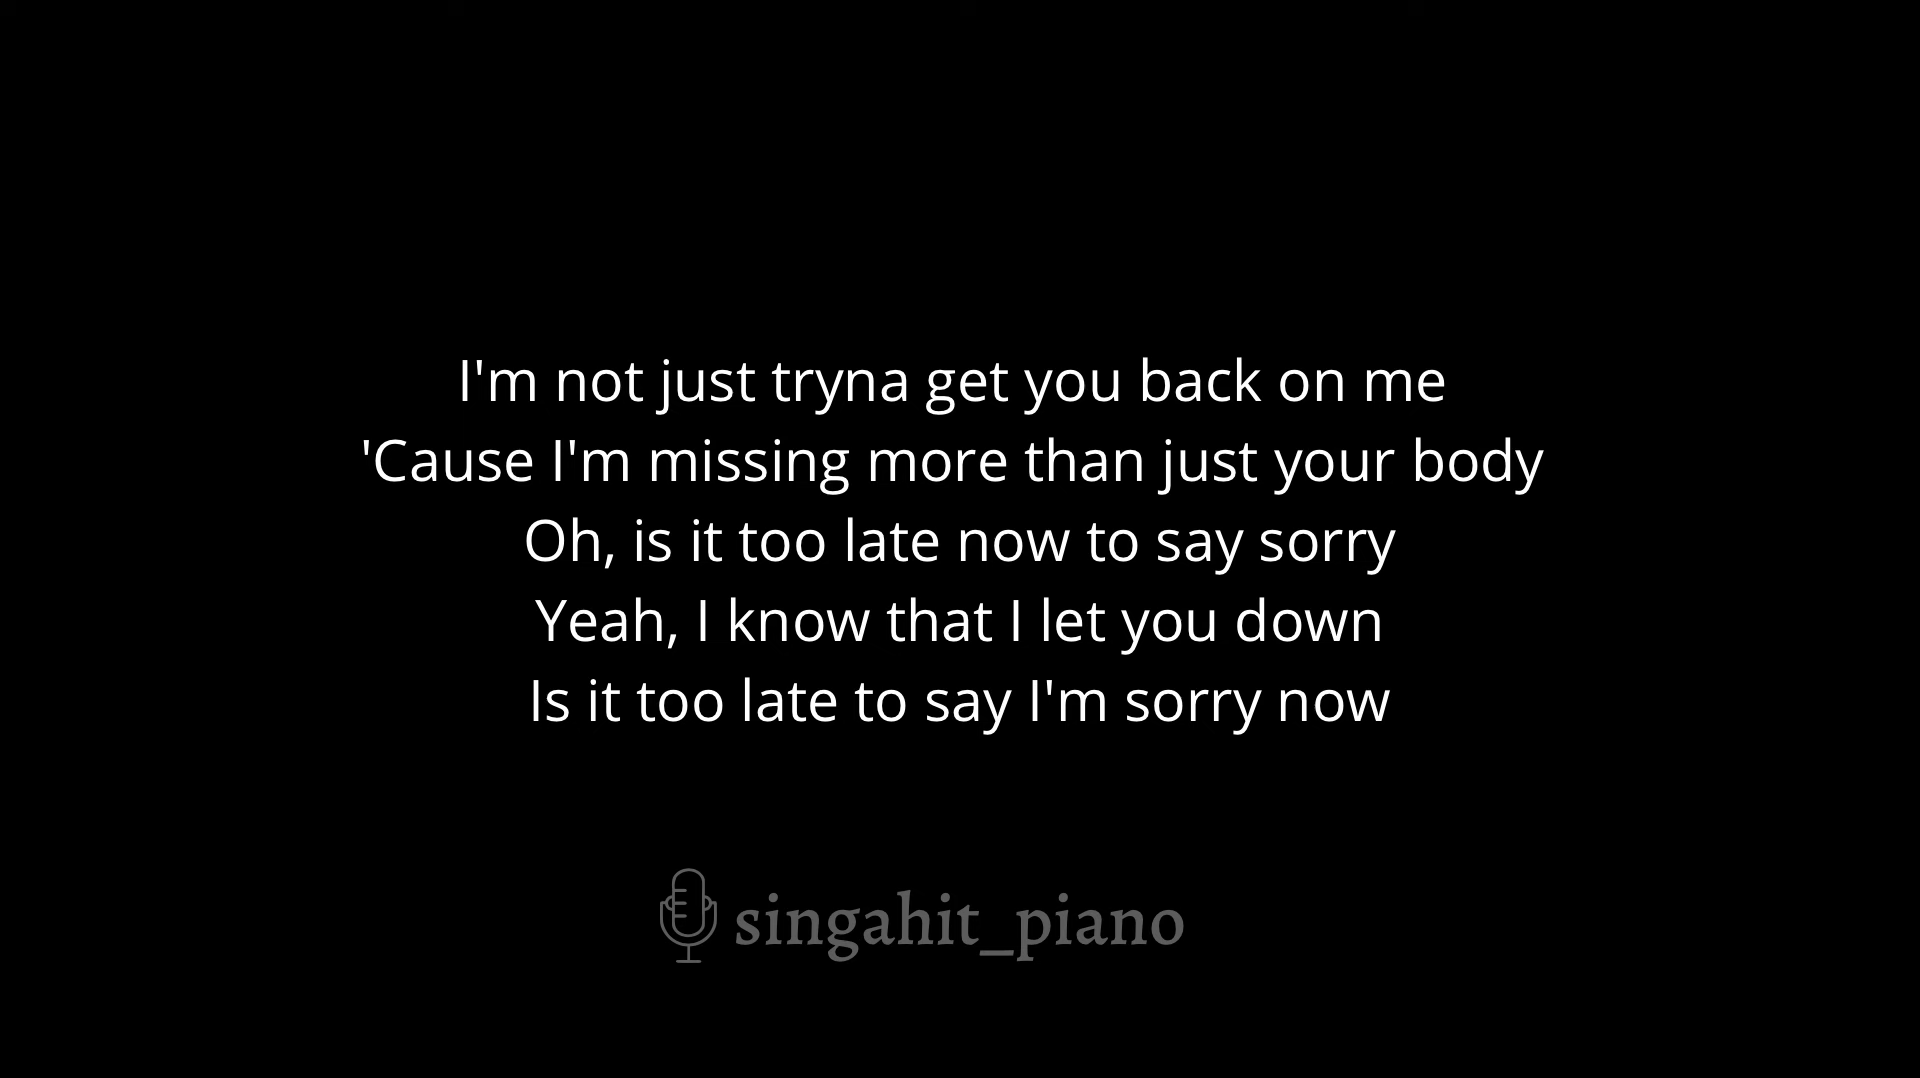 I'm not just tryna get you back on me
'Cause I'm missing more than just your body
Oh, is it too late now to say sorry
Yeah, I know that I let you down
Is it too late to say I'm sorry now
singahit_piano